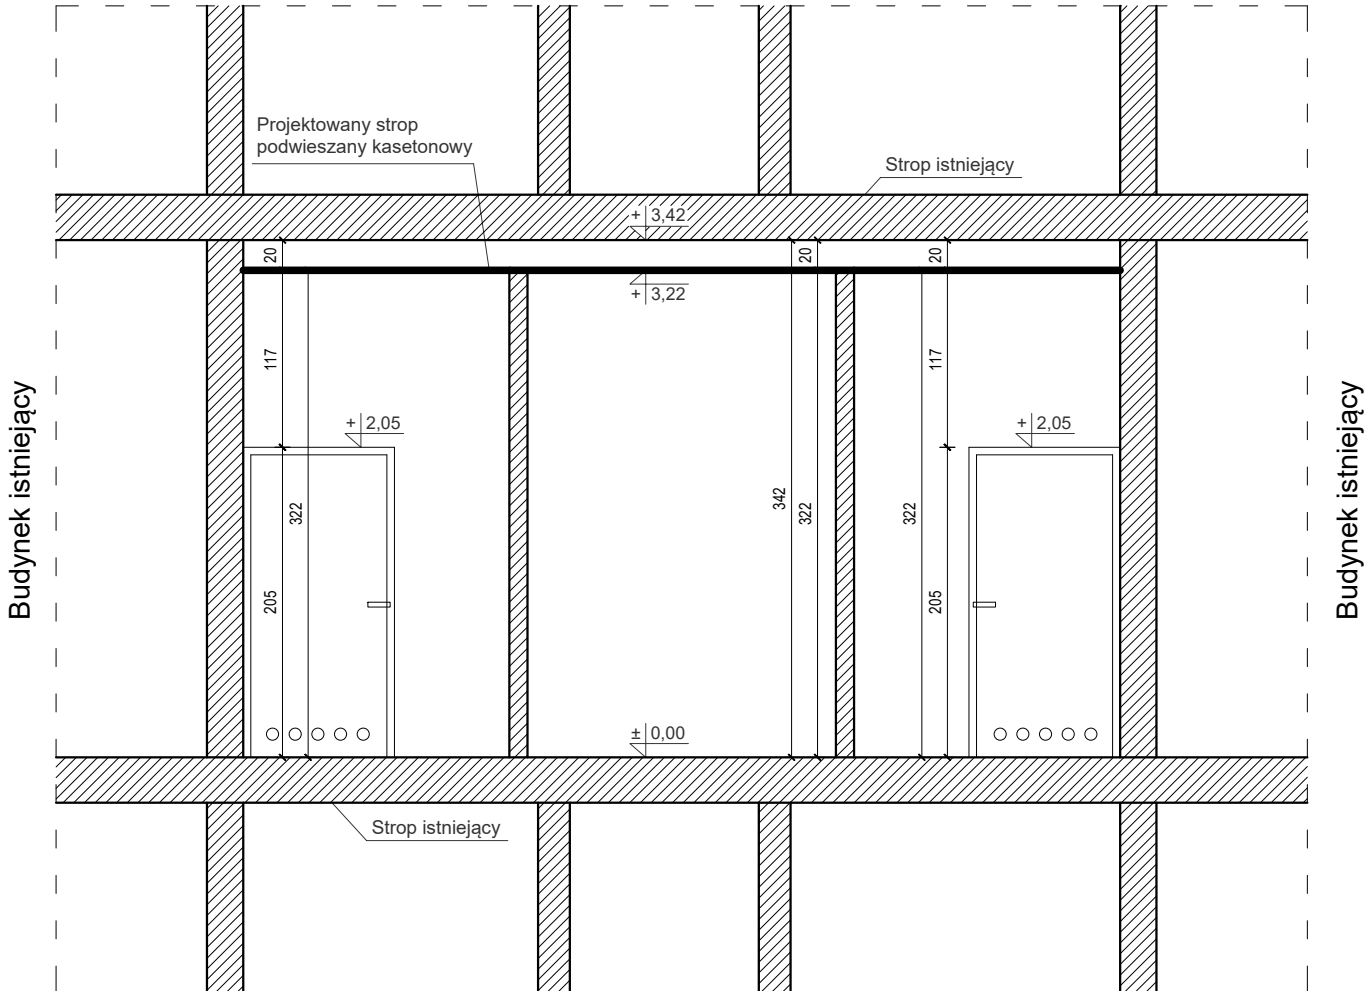 Projektowany strop
podwieszany kasetonowy
Strop istniejący
+ 3,42
20
20
20
+ 3,22
117
117
+ 2,05
+ 2,05
Budynek istniejący
Budynek istniejący
322
342
322
322
205
205
± 0,00
Strop istniejący